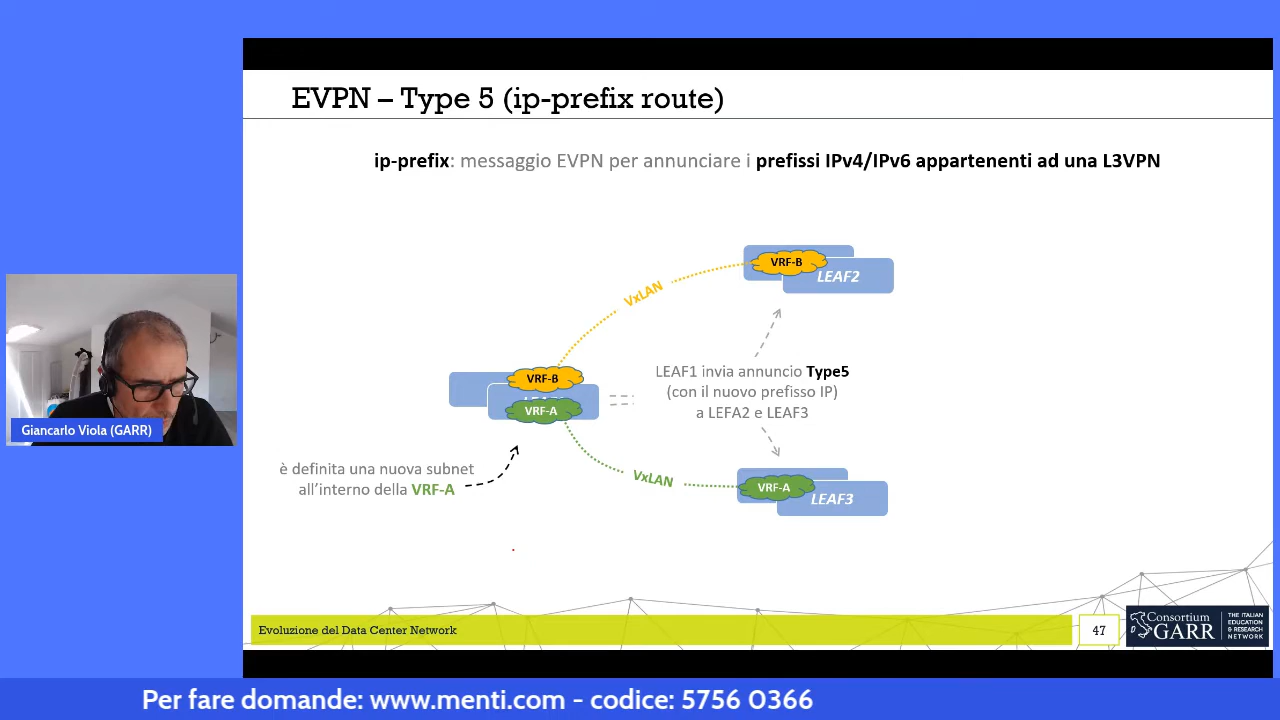 EVPN – Type 5 (ip-prefix route)
ip-prefix: messaggio EVPN per annunciare i prefissi IPv4/IPv6 appartenenti ad una L3VPN
VRF-B
LEAF2
VxLAN
VRF-B
VRF-A
LEAF1 invia annuncio Type5
(con il nuovo prefisso IP)
a LEFA2 e LEAF3
è definita una nuova subnet
all'interno della VRF-A
VxLAN
VRF-A
LEAF3
Giancarlo Viola (GARR)
Evoluzione del Data Center Network
47
Consortium
GARR
THE ITALIAN
EDUCATION
& RESEARCH
NETWORK
Per fare domande: www.menti.com - codice: 5756 0366